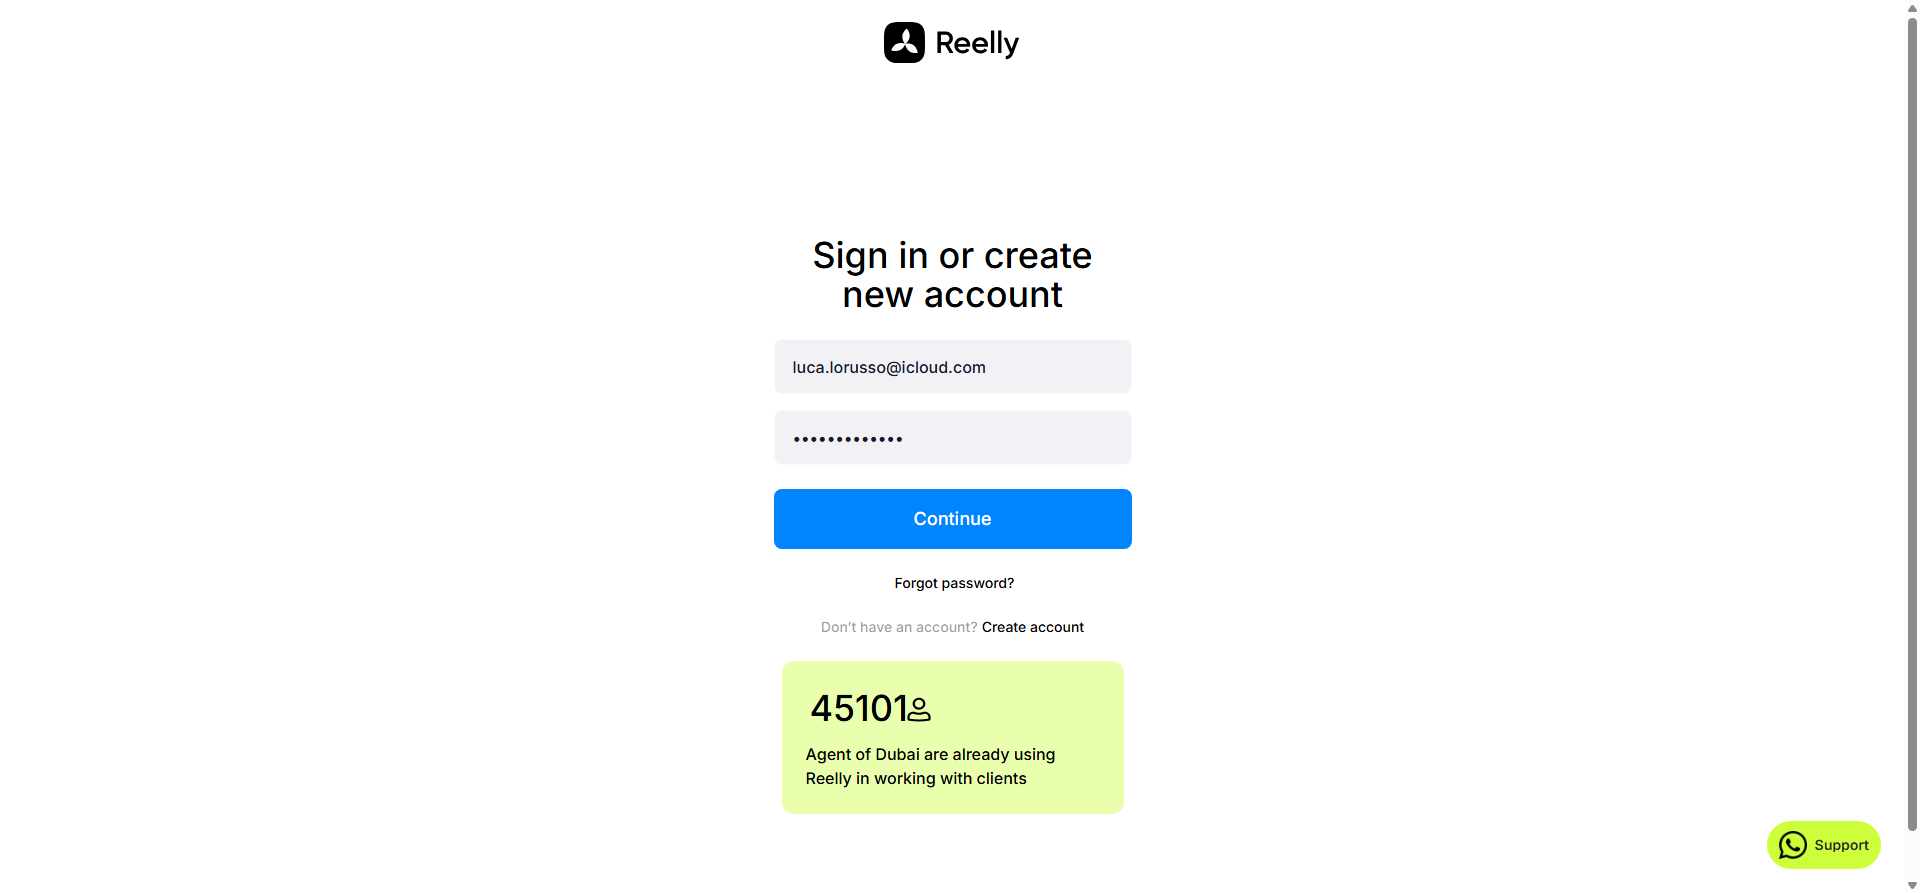 Reelly
Sign in or create
new account
luca.lorusso@icloud.com
•••••••••••••
Continue
Forgot password?
Don't have an account? Create account
45101
Agent of Dubai are already using
Reelly in working with clients
Support